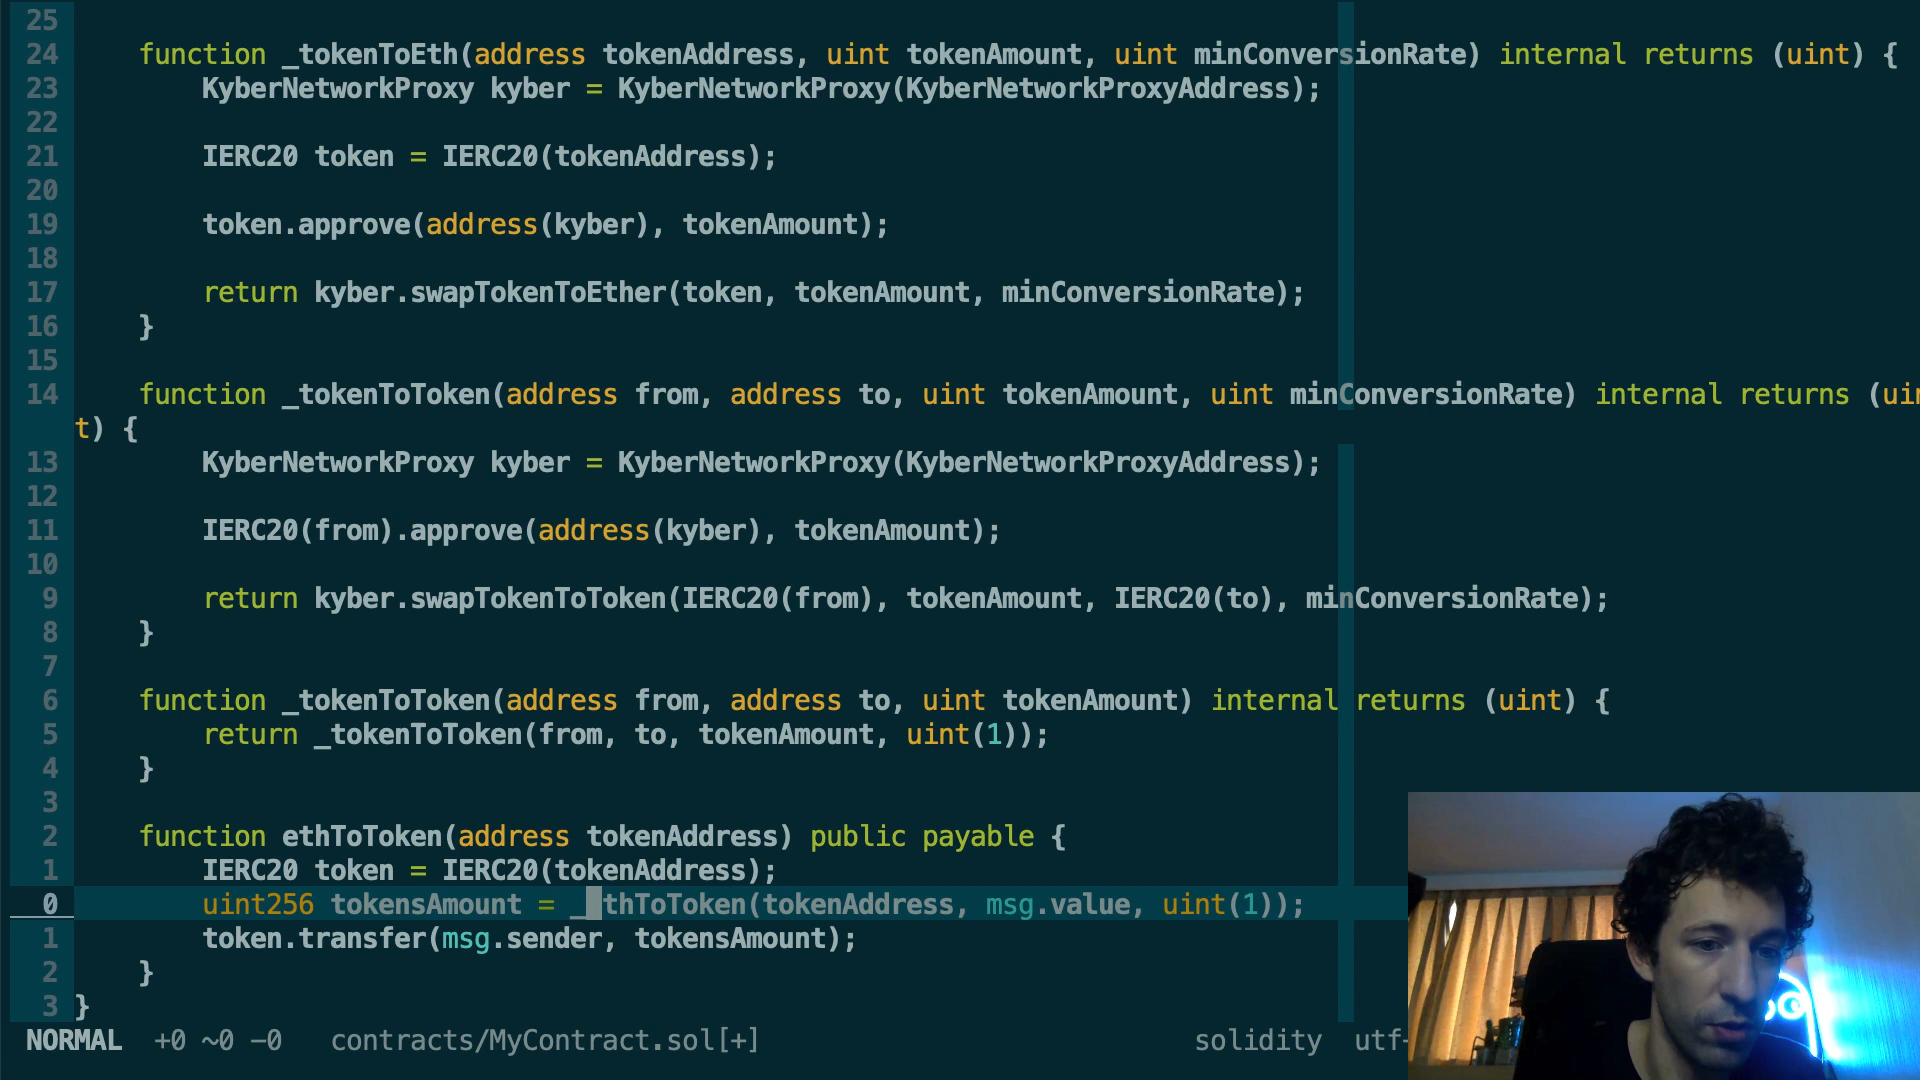 25
24 function _tokenToEth(address tokenAddress, uint tokenAmount, uint minConversionRate) internal returns (uint) {
23 KyberNetworkProxy kyber = KyberNetworkProxy(KyberNetworkProxyAddress);
22
21 IERC20 token = IERC20(tokenAddress);
20
19 token.approve(address(kyber), tokenAmount);
18
17 return kyber.swapTokenToEther(token, tokenAmount, minConversionRate);
16 }
15
14 function _tokenToToken(address from, address to, uint tokenAmount, uint minConversionRate) internal returns (uin
t) {
13 KyberNetworkProxy kyber = KyberNetworkProxy(KyberNetworkProxyAddress);
12
11 IERC20(from).approve(address(kyber), tokenAmount);
10
9 return kyber.swapTokenToToken(IERC20(from), tokenAmount, IERC20(to), minConversionRate);
8 }
7
6 function _tokenToToken(address from, address to, uint tokenAmount) internal returns (uint) {
5 return _tokenToToken(from, to, tokenAmount, uint(1));
4 }
3
2 function ethToToken(address tokenAddress) public payable {
1 IERC20 token = IERC20(tokenAddress);
0 uint256 tokensAmount = _ethToToken(tokenAddress, msg.value, uint(1));
1 token.transfer(msg.sender, tokensAmount);
2 }
3 }
NORMAL +0 ~0 -0 contracts/MyContract.sol[+] solidity utf-